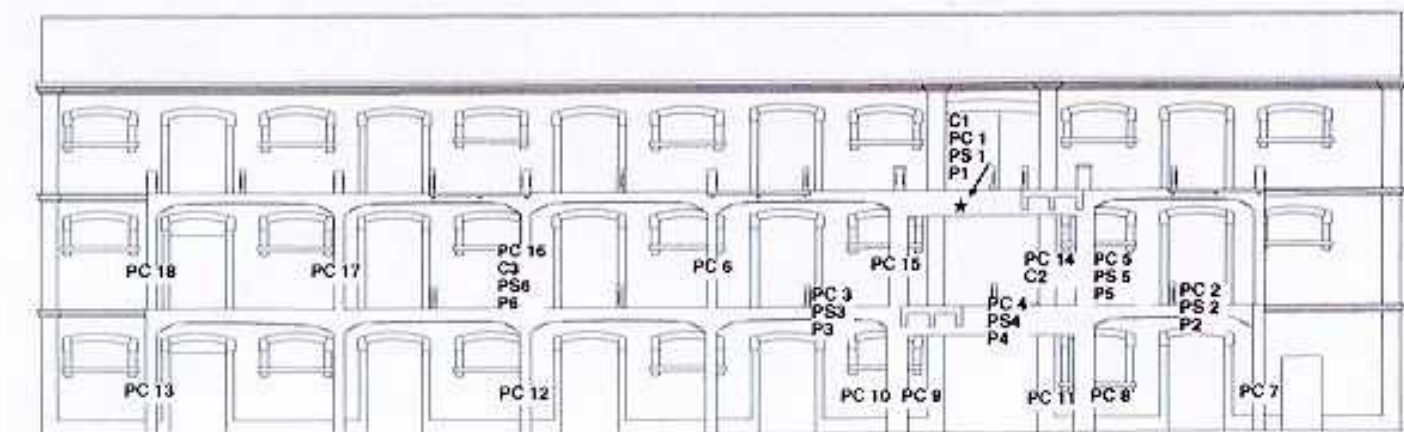 C1
PC 1
PS 1
P1
PC 18
PC 17
PC 16
C3
PS6
P6
PC 6
PC 15
PC 14
C2
PC 5
PS 5
P5
PC 3
PS3
P3
PC 4
PS4
P4
PC 2
PS 2
P2
PC 13
PC 12
PC 10
PC 9
PC 11
PC 8
PC 7